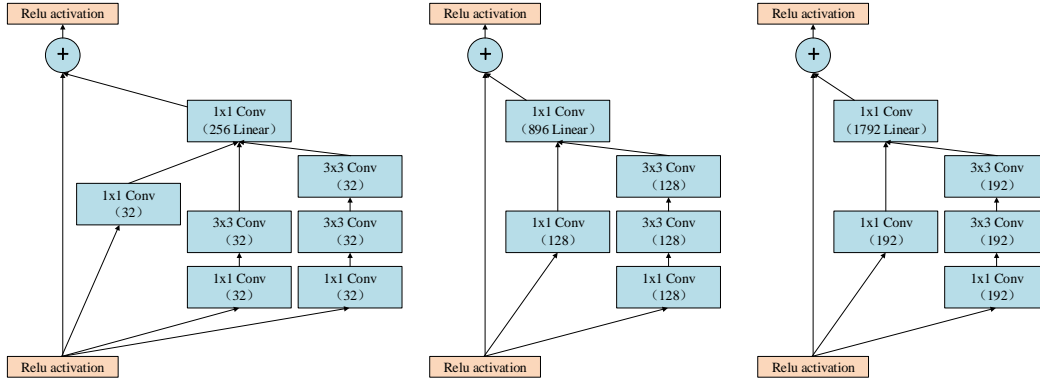 Relu activation
+
1x1 Conv
（256 Linear）
3x3 Conv
（32）
1x1 Conv
（32）
3x3 Conv
（32）
3x3 Conv
（32）
1x1 Conv
（32）
1x1 Conv
（32）
Relu activation
Relu activation
+
1x1 Conv
（896 Linear）
3x3 Conv
（128）
1x1 Conv
（128）
3x3 Conv
（128）
1x1 Conv
（128）
Relu activation
Relu activation
+
1x1 Conv
（1792 Linear）
3x3 Conv
（192）
1x1 Conv
（192）
3x3 Conv
（192）
1x1 Conv
（192）
Relu activation